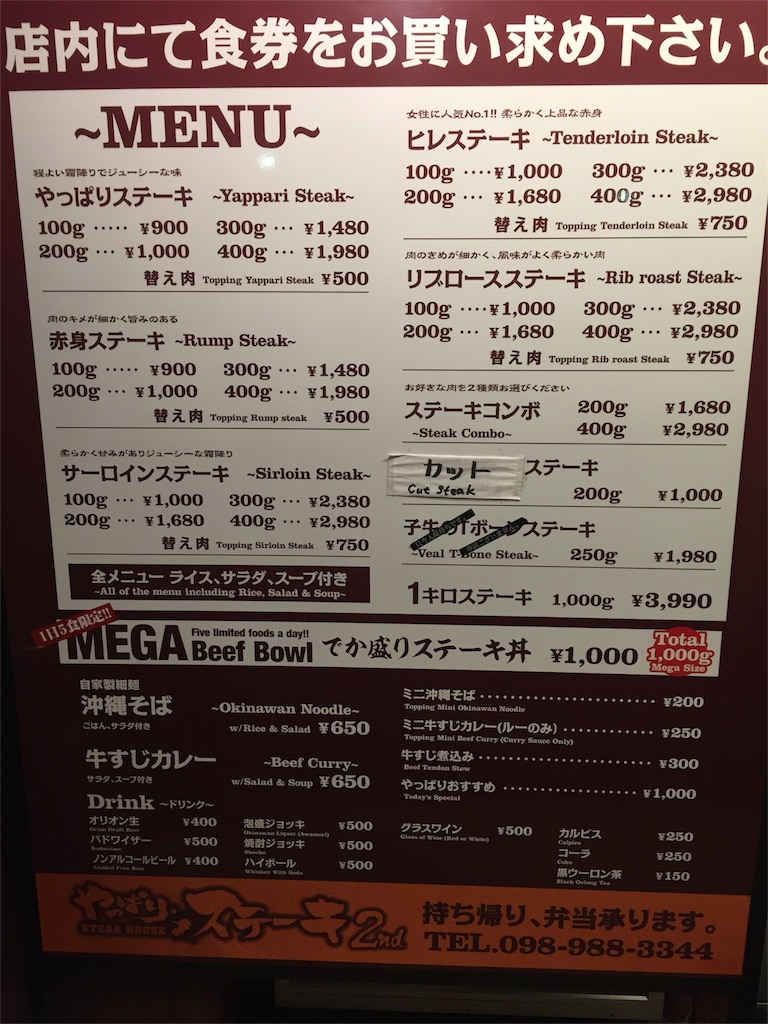 店内にて食券をお買い求め下さい。
~MENU~
程よい霜降りでジューシーな味
やっぱりステーキ ~Yappari Steak~
100g ····· ¥900 300g ··· ¥1,480
200g ··· ¥1,000 400g ··· ¥1,980
替え肉 Topping Yappari Steak ¥500
肉のキメが細かく旨みのある
赤身ステーキ ~Rump Steak~
100g ····· ¥900 300g ··· ¥1,480
200g ··· ¥1,000 400g ··· ¥1,980
替え肉 Topping Rump steak ¥500
柔らかく甘みがありジューシーな霜降り
サーロインステーキ ~Sirloin Steak~
100g ··· ¥1,000 300g ··· ¥2,380
200g ··· ¥1,680 400g ··· ¥2,980
替え肉 Topping Sirloin Steak ¥750
全メニュー ライス、サラダ、スープ付き
~All of the menu including Rice, Salad & Soup~
女性に人気No.1!! 柔らかく上品な赤身
ヒレステーキ ~Tenderloin Steak~
100g ····¥1,000 300g ··· ¥2,380
200g ··· ¥1,680 400g ··· ¥2,980
替え肉 Topping Tenderloin Steak ¥750
肉のきめが細かく、風味がよく柔らかい肉
リブロースステーキ ~Rib roast Steak~
100g ····¥1,000 300g ··· ¥2,380
200g ··· ¥1,680 400g ··· ¥2,980
替え肉 Topping Rib roast Steak ¥750
お好きな肉を2種類お選びください
ステーキコンボ 200g ¥1,680
~Steak Combo~ 400g ¥2,980
カット ステーキ
Cut Steak 200g ¥1,000
子牛のTボーンステーキ
~Veal T-Bone Steak~ 250g ¥1,980
1キロステーキ 1,000g ¥3,990
1日5食限定!!
MEGA Five limited foods a day!! Beef Bowl でか盛りステーキ丼 ¥1,000 Total 1,000g Mega Size
自家製細麺
沖縄そば ~Okinawan Noodle~
ごはん、サラダ付き w/Rice & Salad ¥650
牛すじカレー ~Beef Curry~
サラダ、スープ付き w/Salad & Soup ¥650
ミニ沖縄そば ¥200
Topping Mini Okinawan Noodle
ミニ牛すじカレー(ルーのみ) ¥250
Topping Mini Beef Curry (Curry Sauce Only)
牛すじ煮込み ¥300
Beef Tendon Stew
やっぱりおすすめ ¥1,000
Today's Special
Drink ~ドリンク~
オリオン生 ¥400
Orion Draft Beer
バドワイザー ¥500
Budweiser
ノンアルコールビール ¥400
Alcohol Free Beer
泡盛ジョッキ ¥500
Okinawan Liquor (Awamori)
焼酎ジョッキ ¥500
Shochu
ハイボール ¥500
Whiskey With Soda
グラスワイン ¥500
Glass of Wine (Red or White)
カルピス ¥250
Calpico
コーラ ¥250
Coke
黒ウーロン茶 ¥150
Black Oolong Tea
やっぱりステーキ 2nd
STEAK HOUSE
持ち帰り、弁当承ります。
TEL.098-988-3344